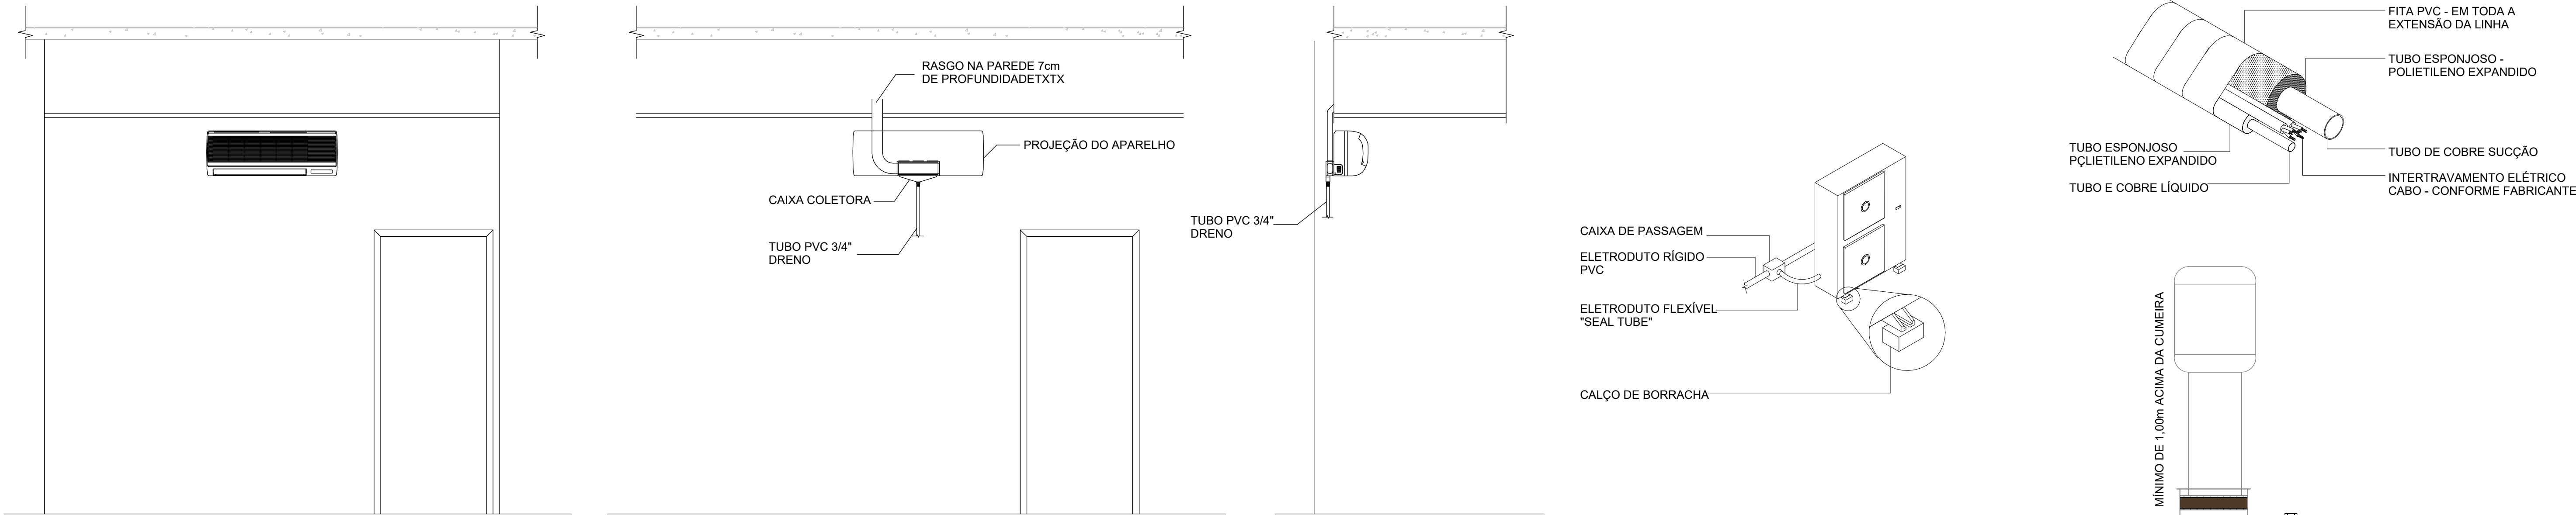 RASGO NA PAREDE 7cm
DE PROFUNDIDADETXTX
PROJEÇÃO DO APARELHO
CAIXA COLETORA
TUBO PVC 3/4"
DRENO
TUBO PVC 3/4"
DRENO
CAIXA DE PASSAGEM
ELETRODUTO RÍGIDO
PVC
ELETRODUTO FLEXÍVEL
"SEAL TUBE"
CALÇO DE BORRACHA
FITA PVC - EM TODA A
EXTENSÃO DA LINHA
TUBO ESPONJOSO -
POLIETILENO EXPANDIDO
TUBO ESPONJOSO
PÇLIETILENO EXPANDIDO
TUBO E COBRE LÍQUIDO
TUBO DE COBRE SUCÇÃO
INTERTRAVAMENTO ELÉTRICO
CABO - CONFORME FABRICANTE
MÍNIMO DE 1,00m ACIMA DA CUMEIRA